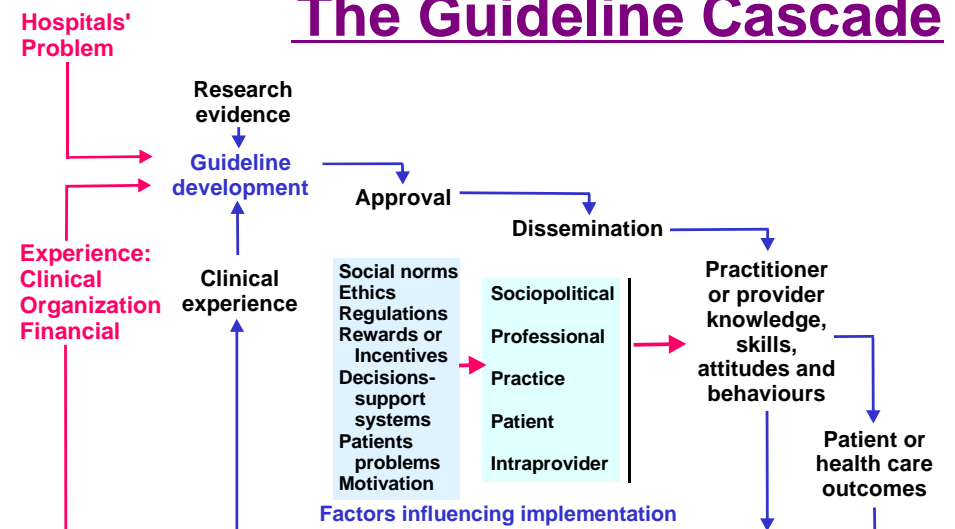 The Guideline Cascade
Hospitals'
Problem
Research
evidence
Guideline
development
Approval
Dissemination
Experience:
Clinical
Organization
Financial
Clinical
experience
Social norms
Ethics
Regulations
Rewards or
Incentives
Decisions-
support
systems
Patients
problems
Motivation
Sociopolitical
Professional
Practice
Patient
Intraprovider
Practitioner
or provider
knowledge,
skills,
attitudes and
behaviours
Patient or
health care
outcomes
Factors influencing implementation